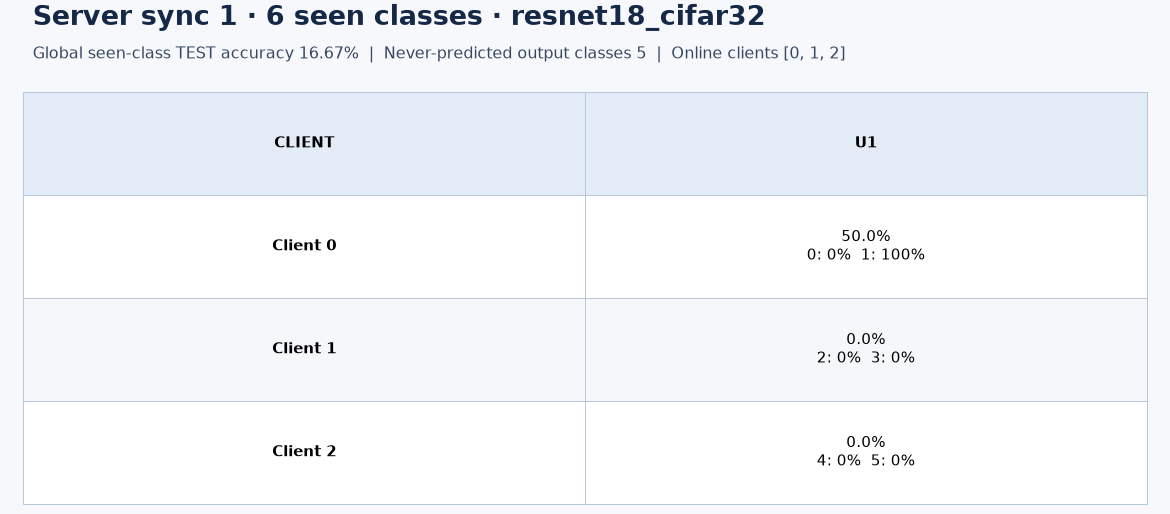 Server sync 1 · 6 seen classes · resnet18_cifar32
Global seen-class TEST accuracy 16.67% | Never-predicted output classes 5 | Online clients [0, 1, 2]
CLIENT
U1
Client 0
50.0%
0: 0% 1: 100%
Client 1
0.0%
2: 0% 3: 0%
Client 2
0.0%
4: 0% 5: 0%